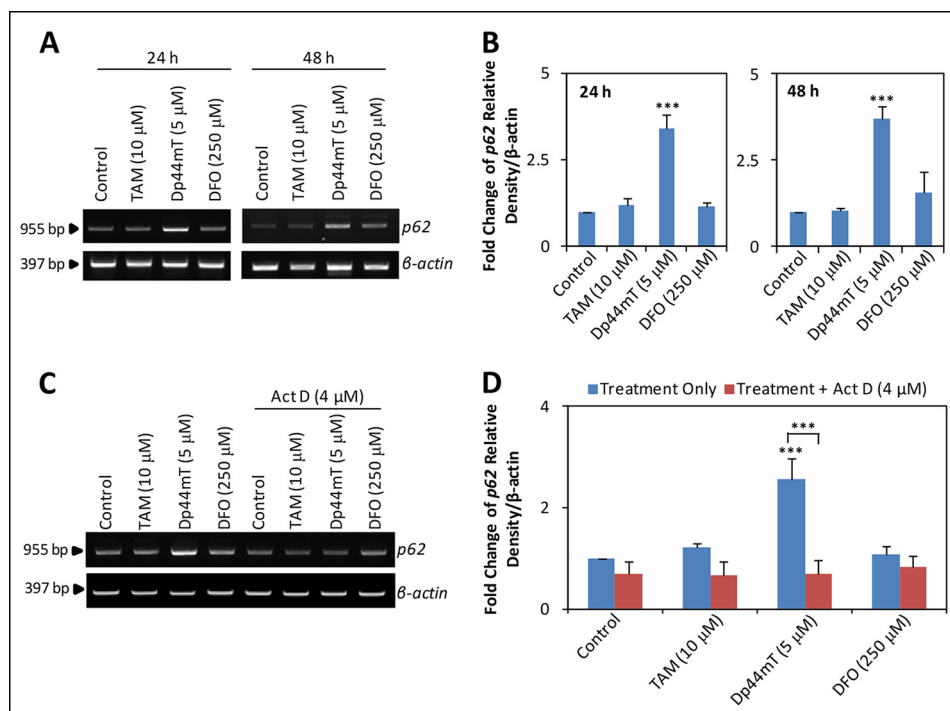 A
24 h
48 h
Control
TAM (10 µM)
Dp44mT (5 µM)
DFO (250 µM)
Control
TAM (10 µM)
Dp44mT (5 µM)
DFO (250 µM)
955 bp
p62
397 bp
β-actin
B
Fold Change of p62 Relative
Density/β-actin
5
2.5
0
24 h
***
Control
TAM (10 µM)
Dp44mT (5 µM)
DFO (250 µM)
5
2.5
0
48 h
***
Control
TAM (10 µM)
Dp44mT (5 µM)
DFO (250 µM)
C
Act D (4 µM)
Control
TAM (10 µM)
Dp44mT (5 µM)
DFO (250 µM)
Control
TAM (10 µM)
Dp44mT (5 µM)
DFO (250 µM)
955 bp
p62
397 bp
β-actin
D
Treatment Only
Treatment + Act D (4 µM)
Fold Change of p62 Relative
Density/β-actin
4
2
0
***
***
Control
TAM (10 µM)
Dp44mT (5 µM)
DFO (250 µM)